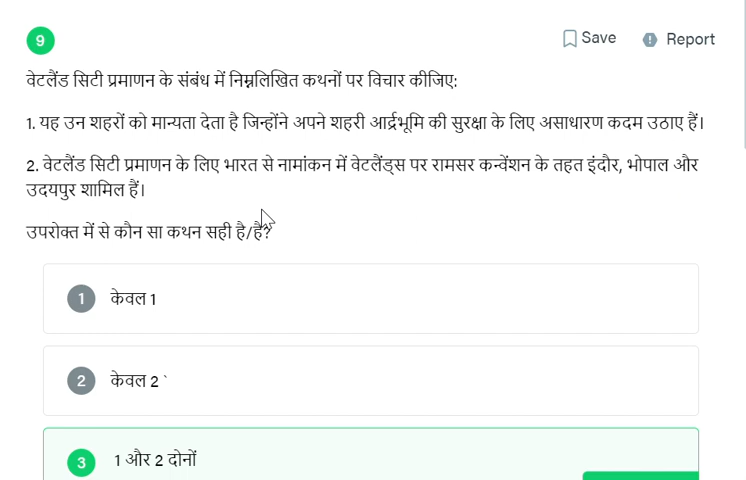 9
Save
Report
वेटलैंड सिटी प्रमाणन के संबंध में निम्नलिखित कथनों पर विचार कीजिए:
1. यह उन शहरों को मान्यता देता है जिन्होंने अपने शहरी आर्द्रभूमि की सुरक्षा के लिए असाधारण कदम उठाए हैं।
2. वेटलैंड सिटी प्रमाणन के लिए भारत से नामांकन में वेटलैंड्स पर रामसर कन्वेंशन के तहत इंदौर, भोपाल और
उदयपुर शामिल हैं।
उपरोक्त में से कौन सा कथन सही है/हैं?
1 केवल 1
2 केवल 2 `
3 1 और 2 दोनों